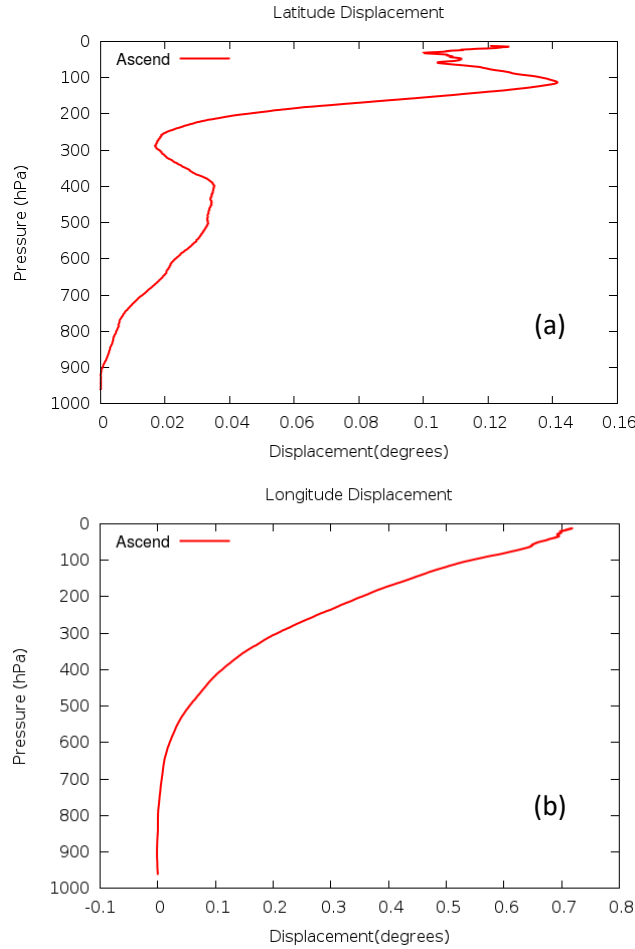 Latitude Displacement
0
100
200
300
400
500
600
700
800
900
1000
Pressure (hPa)
Ascend
(a)
0 0.02 0.04 0.06 0.08 0.1 0.12 0.14 0.16
Displacement(degrees)
Longitude Displacement
0
100
200
300
400
500
600
700
800
900
1000
Pressure (hPa)
Ascend
(b)
-0.1 0 0.1 0.2 0.3 0.4 0.5 0.6 0.7 0.8
Displacement(degrees)